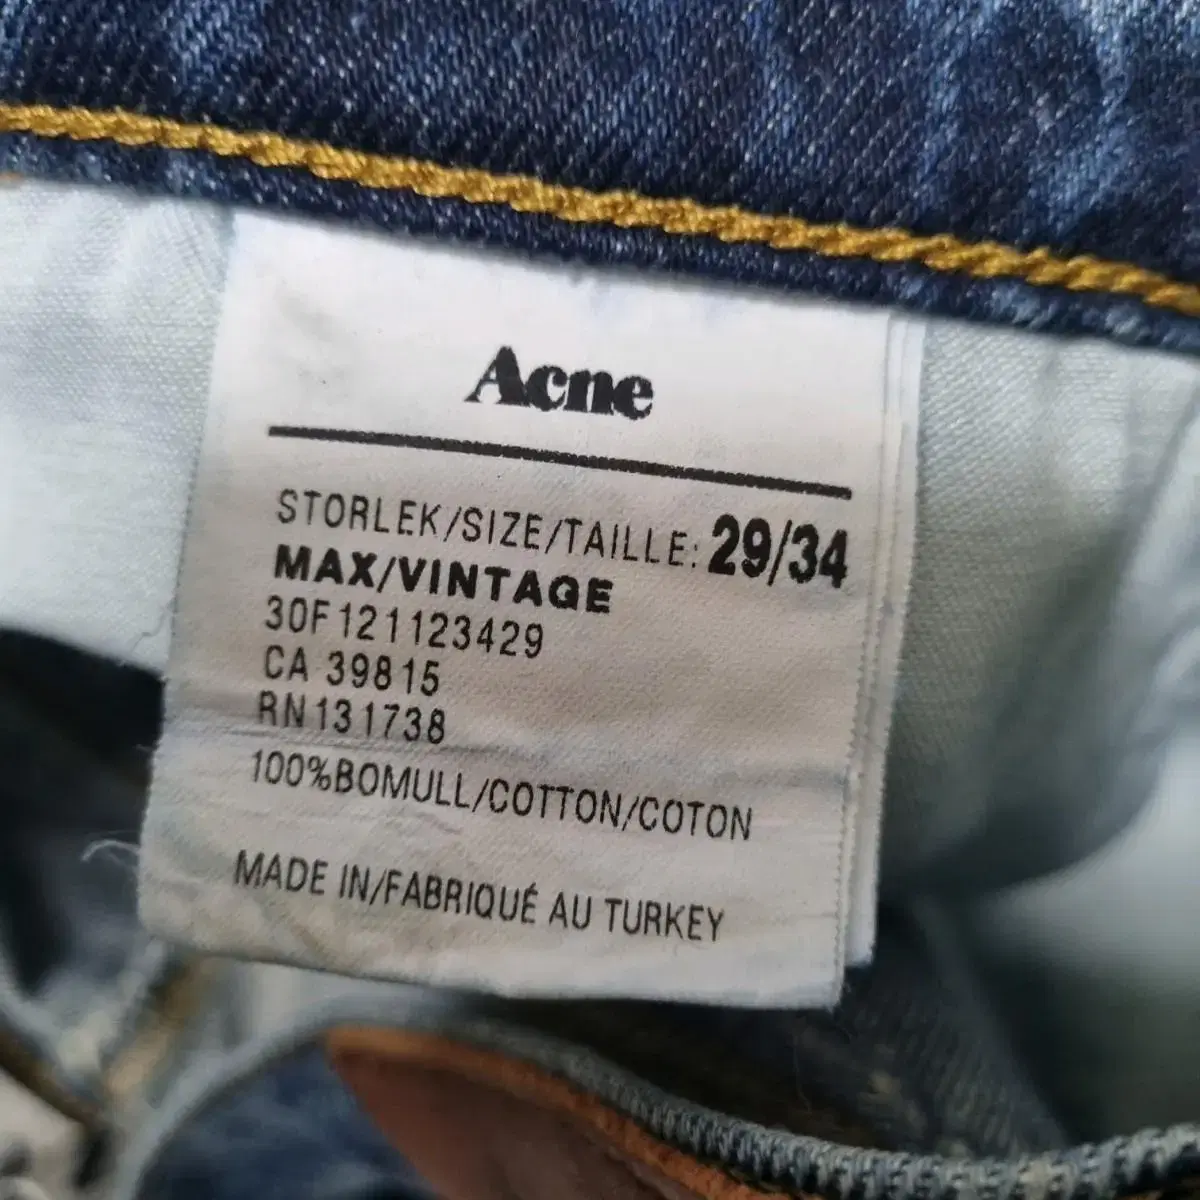 Acne
STORLEK/SIZE/TAILLE: 29/34
MAX/VINTAGE
30F121123429
CA 39815
RN131738
100%BOMULL/COTTON/COTON
MADE IN/FABRIQUÉ AU TURKEY